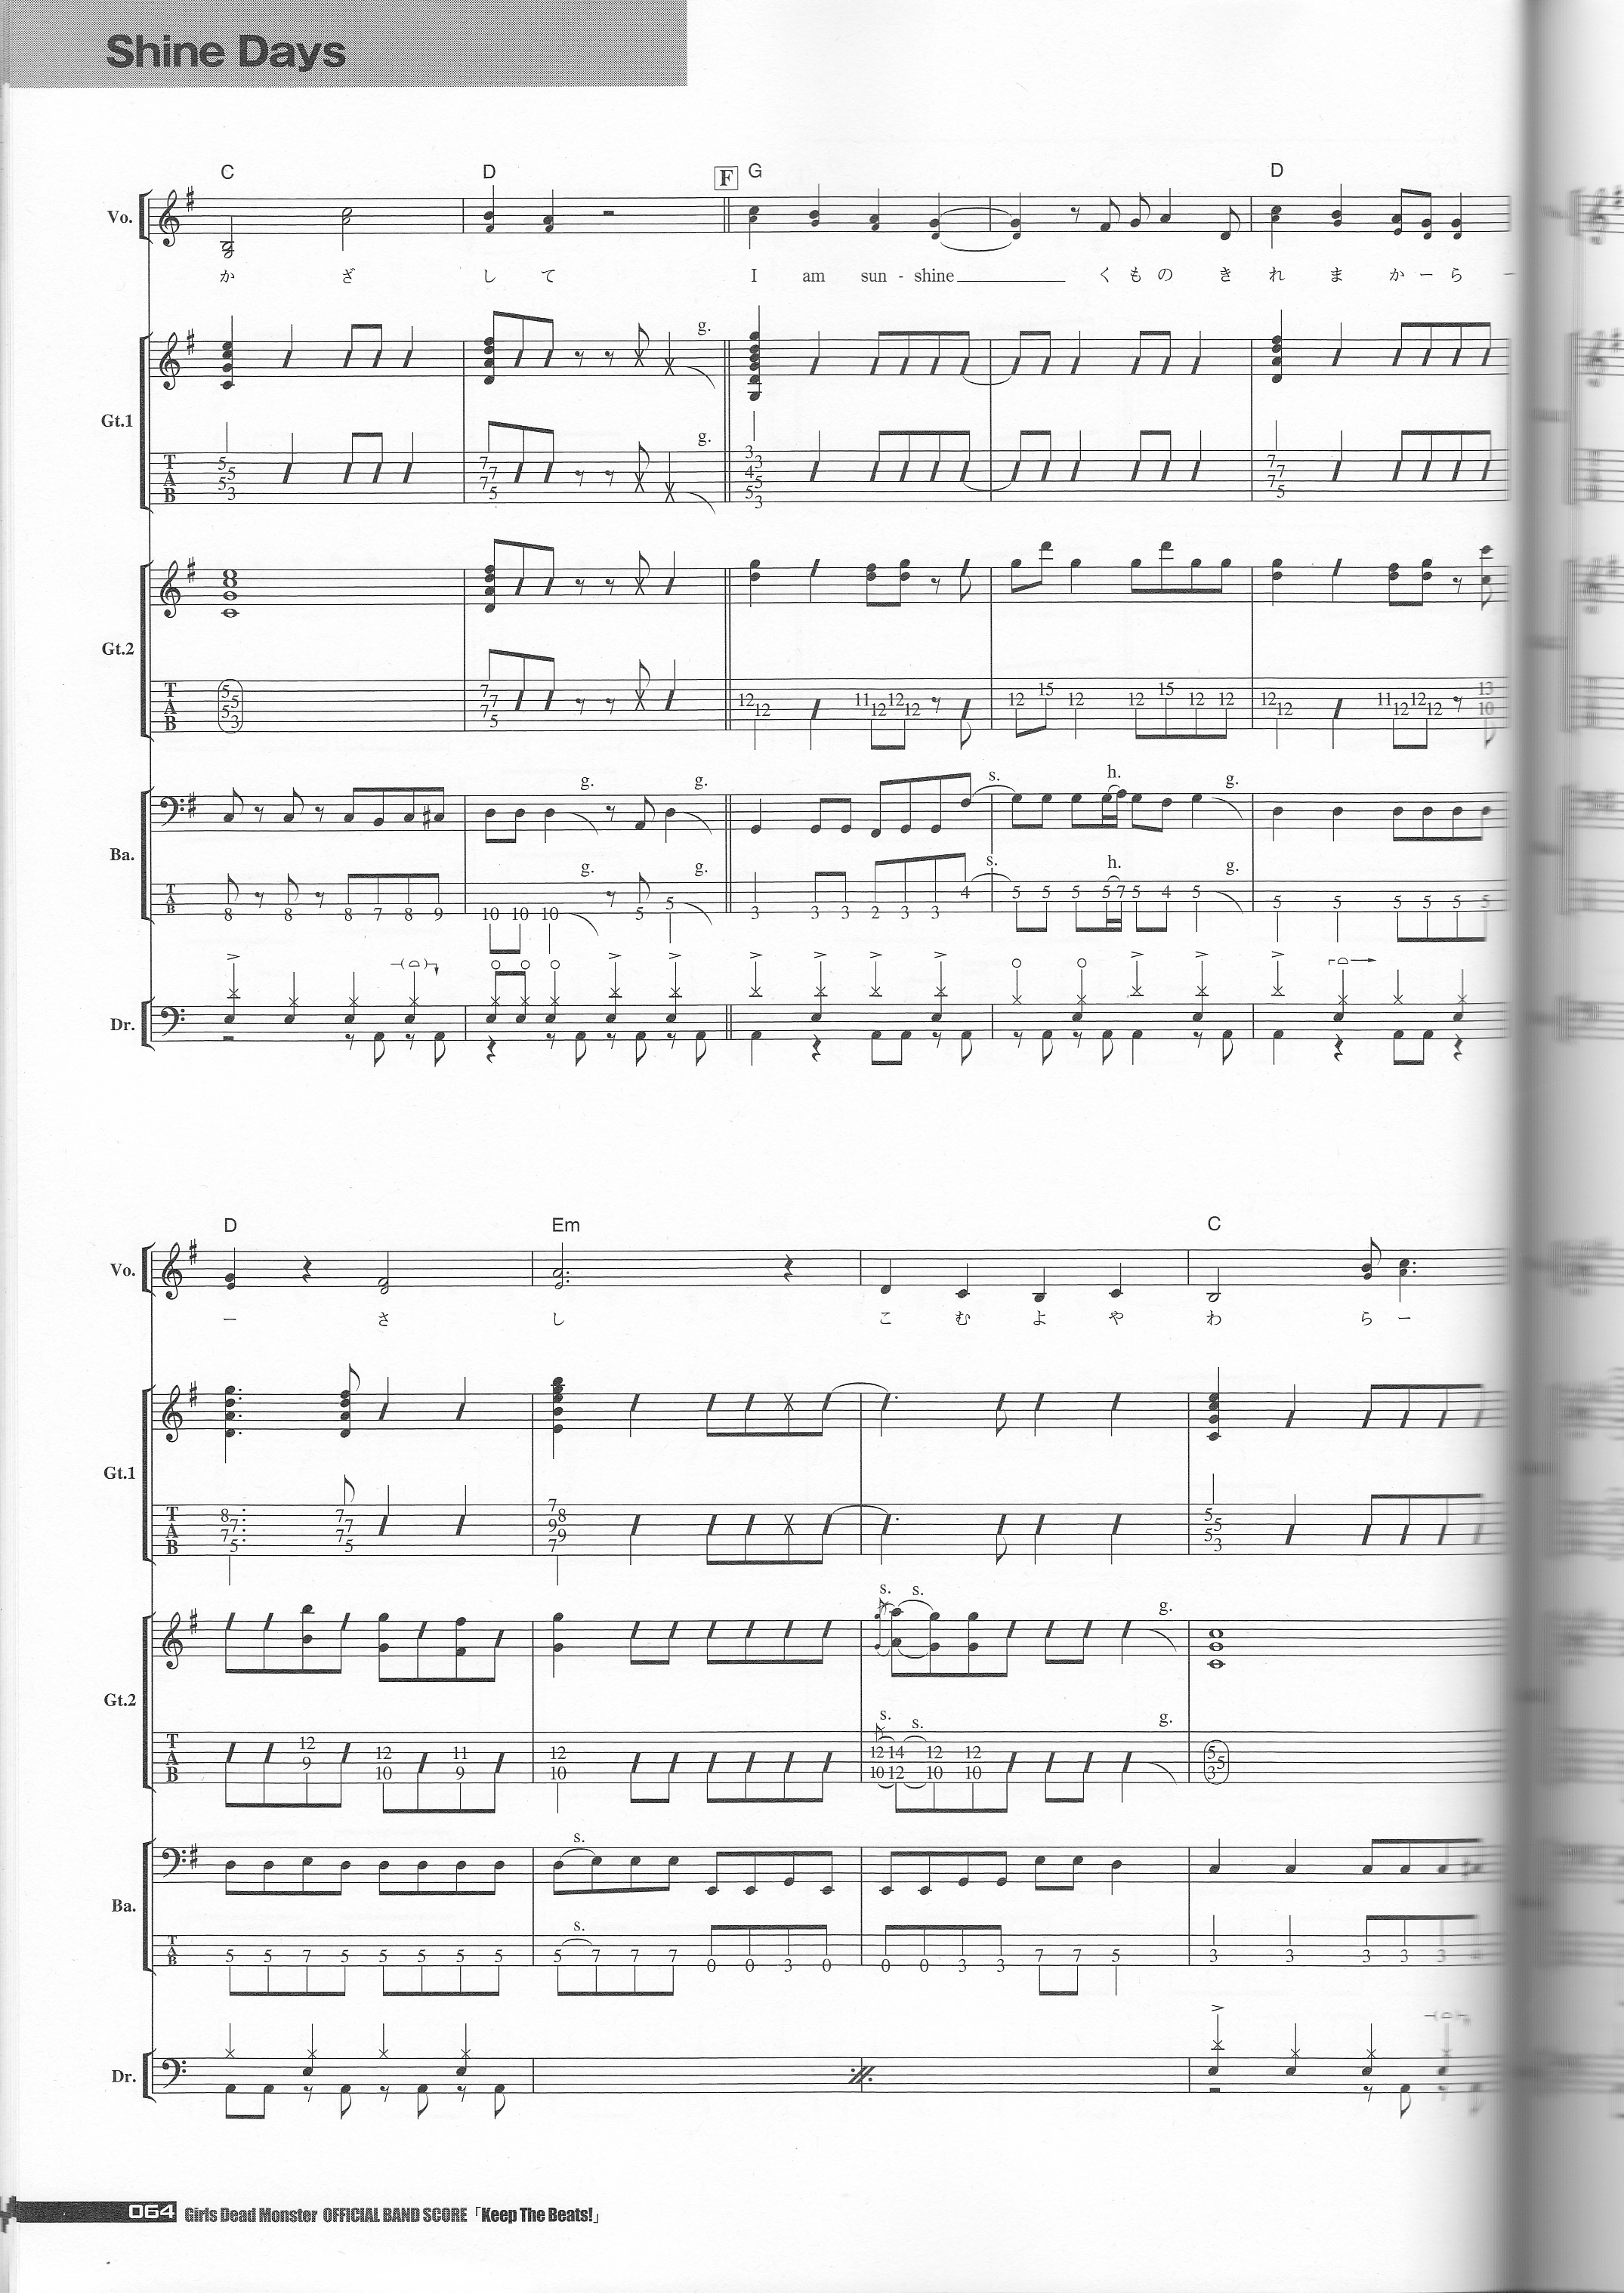 Shine Days
C D F G D
Vo.
か ざ し て I am sun - shine く も の き れ ま か ー ら ー
g.
Gt.1
g.
T A B 5 5 5 3 7 7 7 5 3 3 4 5 5 3 7 7 7 5
Gt.2
T A B 5 5 5 3 7 7 7 5 12 12 11 12 12 12 12 15 12 12 15 12 12 12 12 11 12 12 12 13 10
g. g. s. h. g.
Ba.
g. g. s. h. g.
T A B 8 8 8 7 8 9 10 10 10 5 5 3 3 3 2 3 3 4 5 5 5 5 7 5 4 5 5 5 5 5 5 5
Dr.
D Em C
Vo.
ー さ し こ む よ や わ ら ー
Gt.1
T A B 8 7 7 5 7 7 7 5 7 8 9 9 7 5 5 5 3
s. s. g.
Gt.2
s. s. g.
T A B 12 9 12 10 11 9 12 10 12 10 14 12 12 10 12 10 5 5 3
s.
Ba.
s.
T A B 5 5 7 5 5 5 5 5 5 7 7 7 0 0 3 0 0 0 3 3 7 7 5 3 3 3 3 3
Dr.
064 Girls Dead Monster OFFICIAL BAND SCORE「Keep The Beats!」